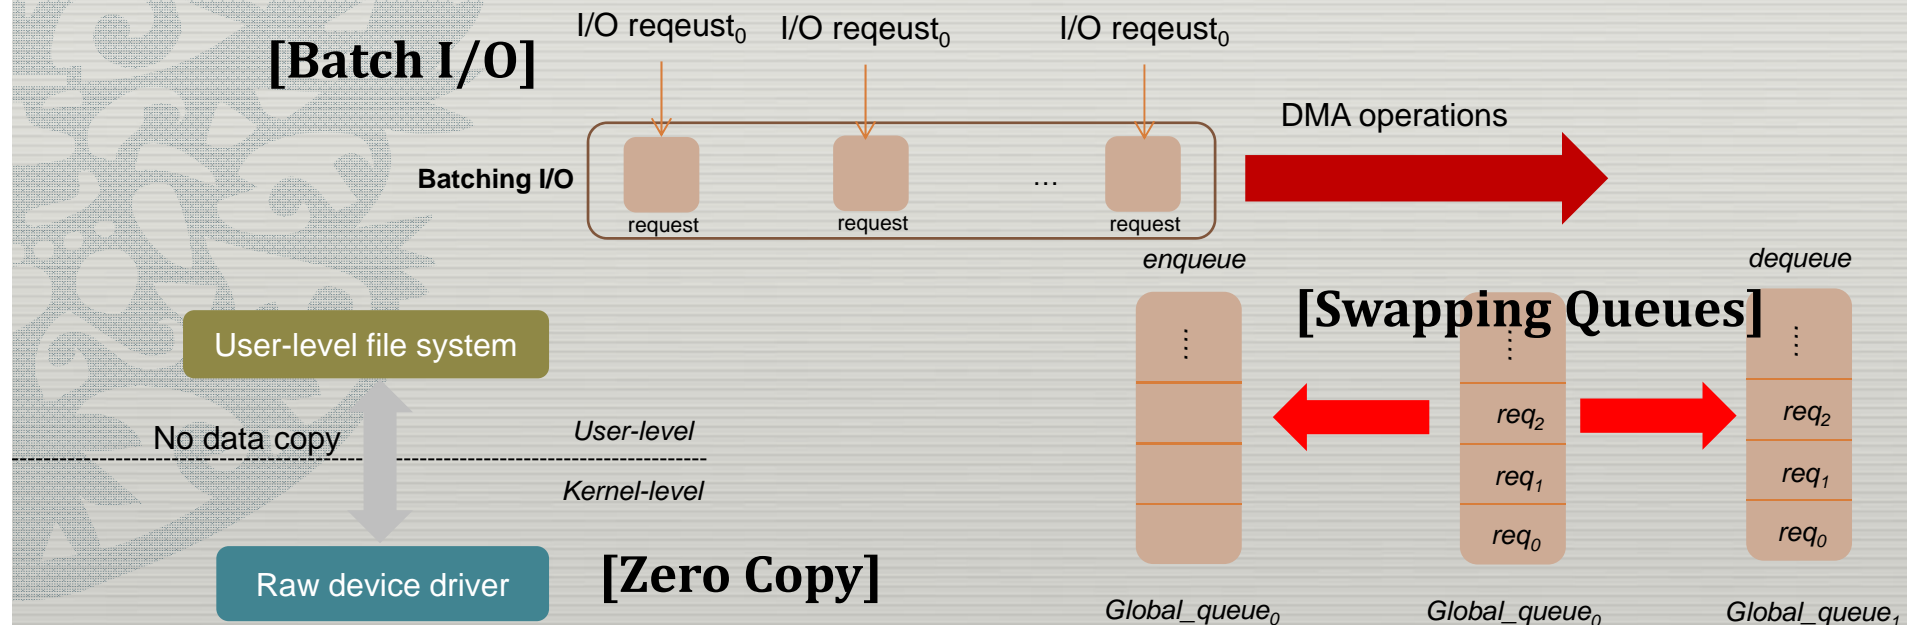 [Batch I/O]
I/O reqeust0 I/O reqeust0 I/O reqeust0
DMA operations
Batching I/O
…
request request request
enqueue dequeue
[Swapping Queues]
⋮ ⋮ ⋮
User-level file system
No data copy
User-level
Kernel-level
Raw device driver
[Zero Copy]
req2 req2
req1 req1
req0 req0
Global_queue0 Global_queue0 Global_queue1